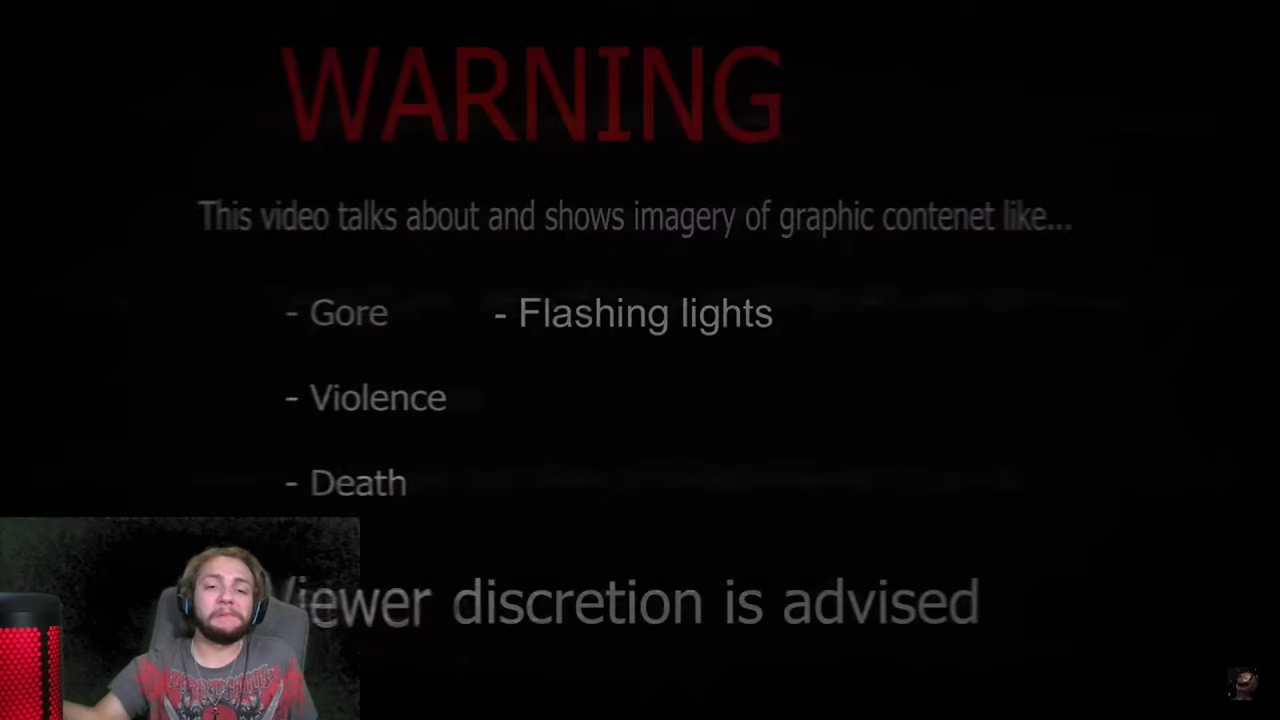 WARNING
This video talks about and shows imagery of graphic contenet like...
- Gore - Flashing lights
- Violence
- Death
Viewer discretion is advised